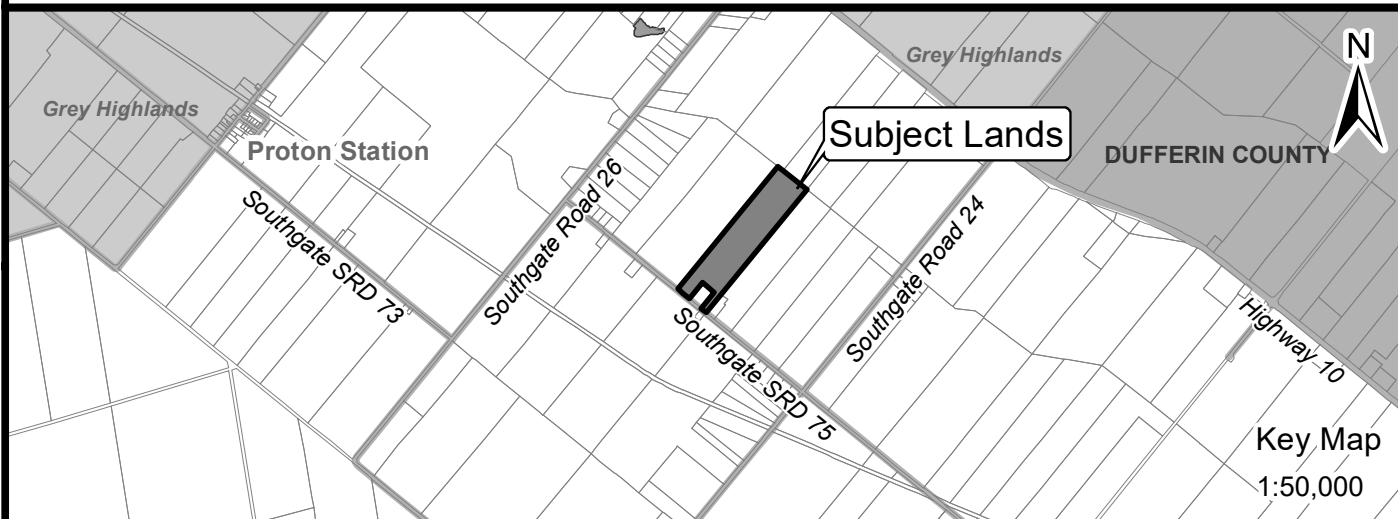 Grey Highlands
N
Grey Highlands
Subject Lands
Proton Station
DUFFERIN COUNTY
Southgate SRD 73
Southgate Road 26
Southgate Road 24
Southgate SRD 75
Highway 10
Key Map
1:50,000